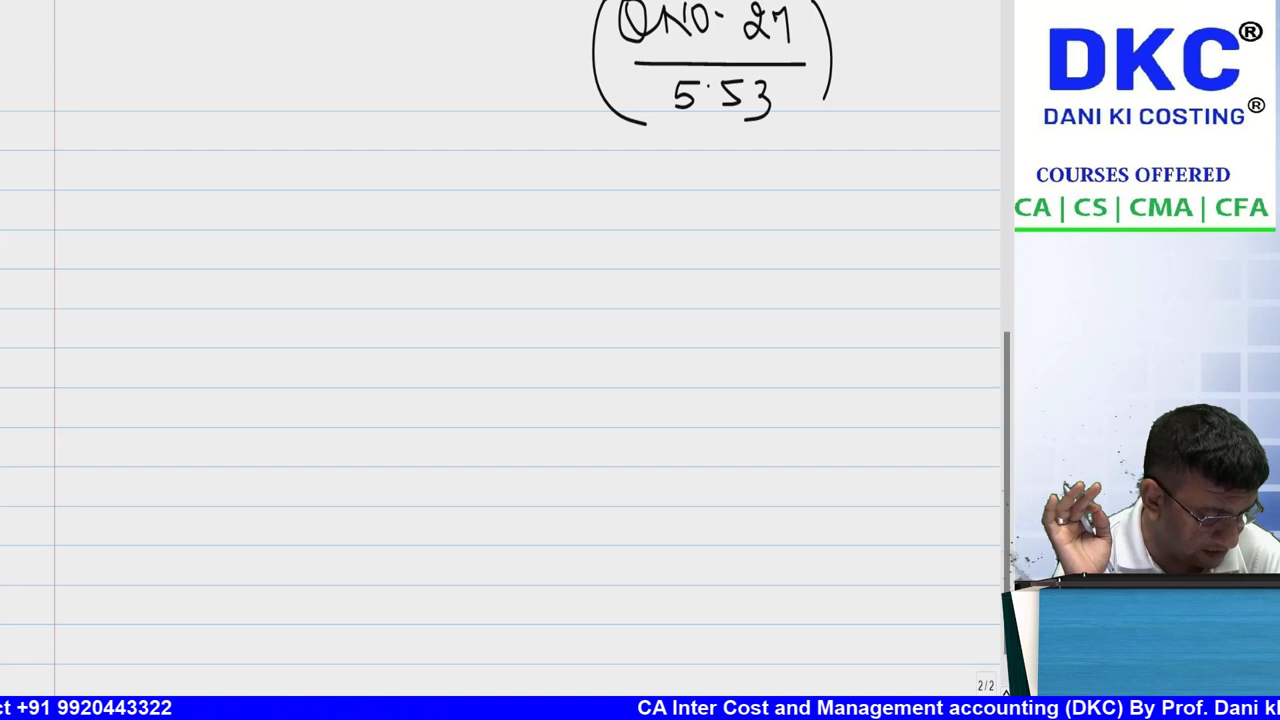 QNO. 27
5.53
DKC®
DANI KI COSTING®
COURSES OFFERED
CA | CS | CMA | CFA
2/2
ct +91 9920443322
CA Inter Cost and Management accounting (DKC) By Prof. Dani ki